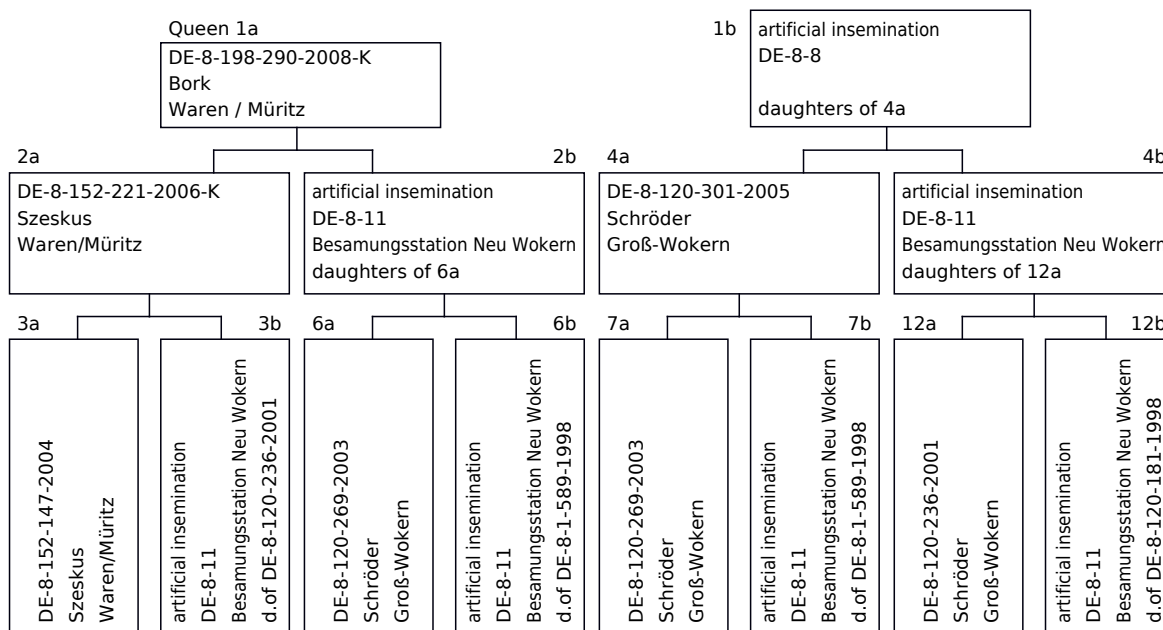 Queen 1a
DE-8-198-290-2008-K
Bork
Waren / Müritz
1b
artificial insemination
DE-8-8
daughters of 4a
2a
DE-8-152-221-2006-K
Szeskus
Waren/Müritz
2b
artificial insemination
DE-8-11
Besamungsstation Neu Wokern
daughters of 6a
4a
DE-8-120-301-2005
Schröder
Groß-Wokern
4b
artificial insemination
DE-8-11
Besamungsstation Neu Wokern
daughters of 12a
3a
DE-8-152-147-2004
Szeskus
Waren/Müritz
3b
artificial insemination
DE-8-11
Besamungsstation Neu Wokern
d.of DE-8-120-236-2001
6a
DE-8-120-269-2003
Schröder
Groß-Wokern
6b
artificial insemination
DE-8-11
Besamungsstation Neu Wokern
d.of DE-8-1-589-1998
7a
DE-8-120-269-2003
Schröder
Groß-Wokern
7b
artificial insemination
DE-8-11
Besamungsstation Neu Wokern
d.of DE-8-1-589-1998
12a
DE-8-120-236-2001
Schröder
Groß-Wokern
12b
artificial insemination
DE-8-11
Besamungsstation Neu Wokern
d.of DE-8-120-181-1998